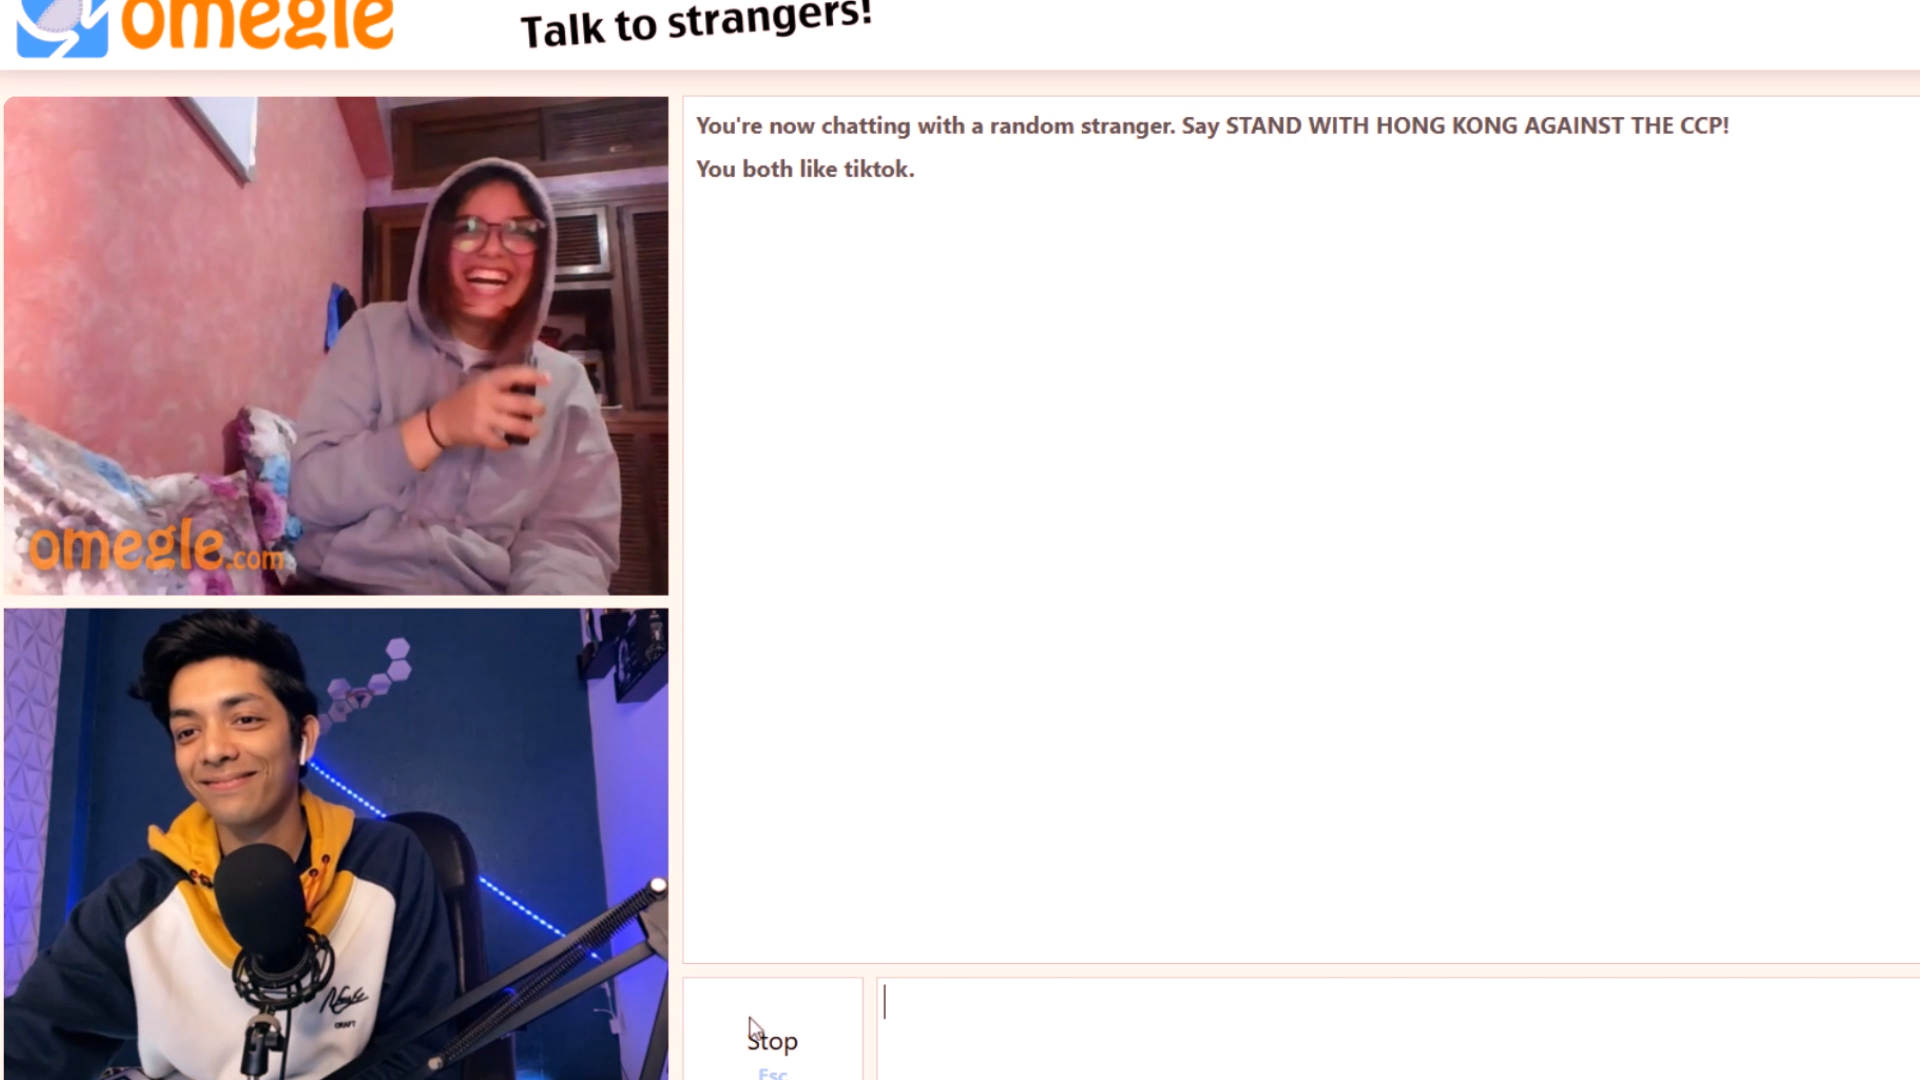 omegle
Talk to strangers!
You're now chatting with a random stranger. Say STAND WITH HONG KONG AGAINST THE CCP!
You both like tiktok.
omegle.com
CRAFT
Stop
Esc